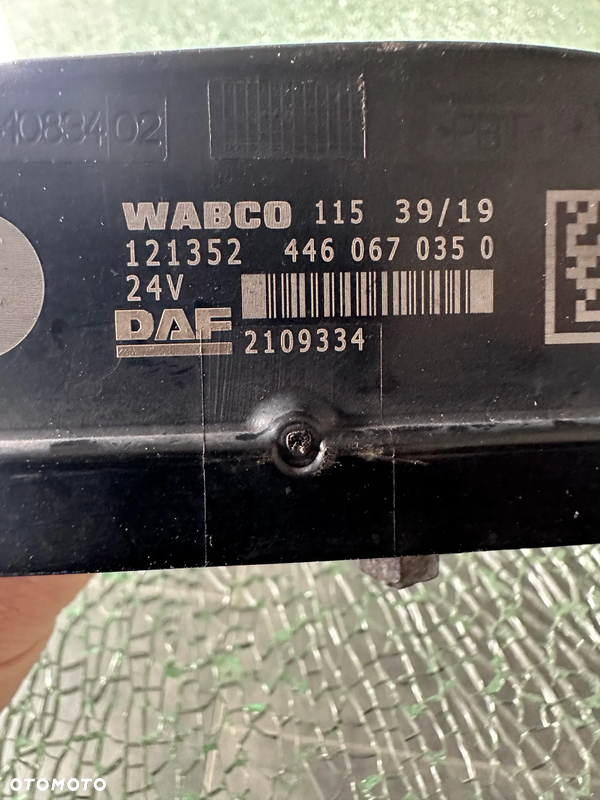 4083402
WABCO 115 39/19
121352 446 067 035 0
24V
DAF 2109334
OTOMOTO